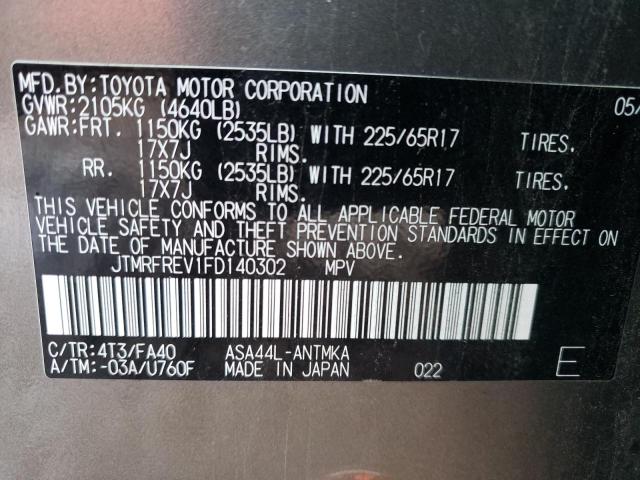 MFD.BY:TOYOTA MOTOR CORPORATION 05/
GVWR:2105KG (4640LB)
GAWR:FRT. 1150KG (2535LB) WITH 225/65R17 TIRES.
17X7J RIMS.
RR. 1150KG (2535LB) WITH 225/65R17 TIRES.
17X7J RIMS.
THIS VEHICLE CONFORMS TO ALL APPLICABLE FEDERAL MOTOR
VEHICLE SAFETY AND THEFT PREVENTION STANDARDS IN EFFECT ON
THE DATE OF MANUFACTURE SHOWN ABOVE.
JTMRFREV1FD140302 MPV
C/TR:4T3/FA40 ASA44L-ANTMKA
A/TM:-03A/U760F MADE IN JAPAN 022 E